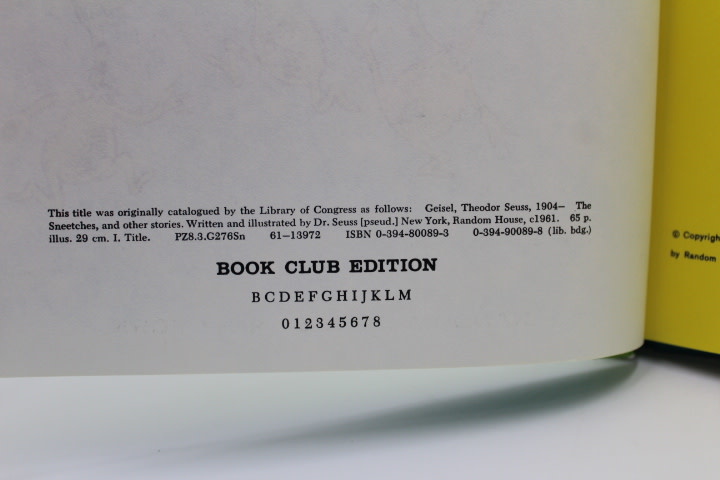 This title was originally catalogued by the Library of Congress as follows: Geisel, Theodor Seuss, 1904– The
Sneetches, and other stories. Written and illustrated by Dr. Seuss [pseud.] New York, Random House, c1961. 65 p.
illus. 29 cm. I. Title. PZ8.3.G276Sn 61–13972 ISBN 0-394-80089-3 0-394-90089-8 (lib. bdg.)
BOOK CLUB EDITION
B C D E F G H I J K L M
0 1 2 3 4 5 6 7 8
© Copyrigh
by Random